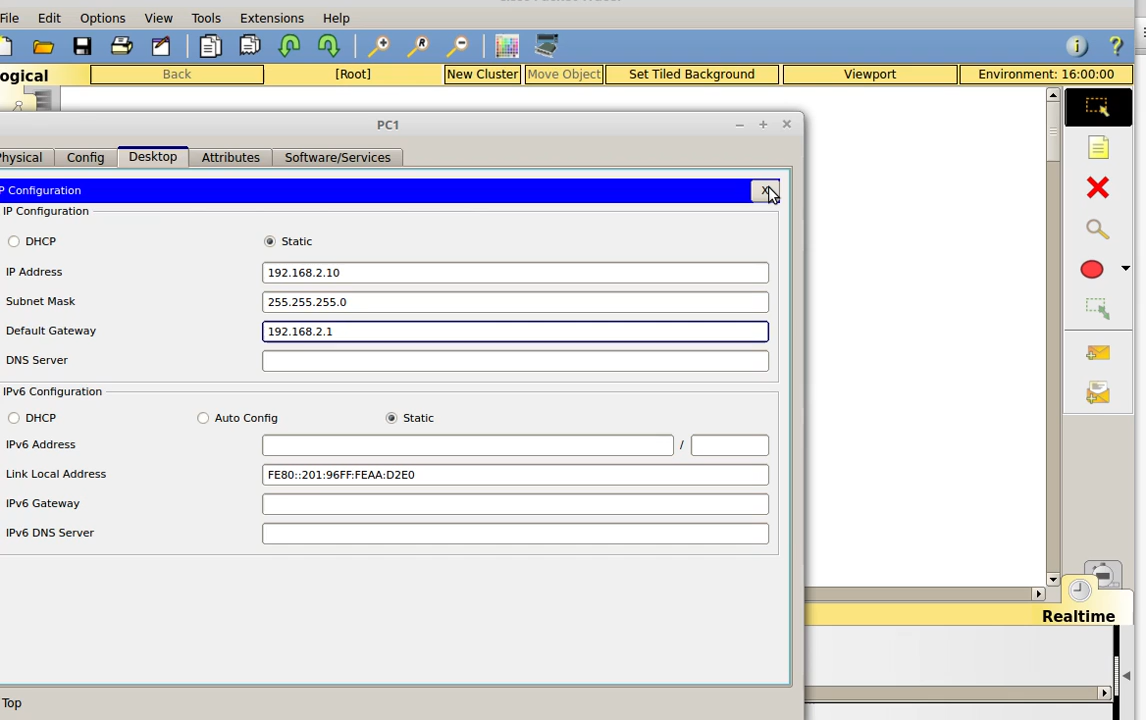 File Edit Options View Tools Extensions Help
ogical Back [Root] New Cluster Move Object Set Tiled Background Viewport Environment: 16:00:00
PC1
Physical Config Desktop Attributes Software/Services
IP Configuration X
IP Configuration
DHCP Static
IP Address 192.168.2.10
Subnet Mask 255.255.255.0
Default Gateway 192.168.2.1
DNS Server
IPv6 Configuration
DHCP Auto Config Static
IPv6 Address /
Link Local Address FE80::201:96FF:FEAA:D2E0
IPv6 Gateway
IPv6 DNS Server
Realtime
Top